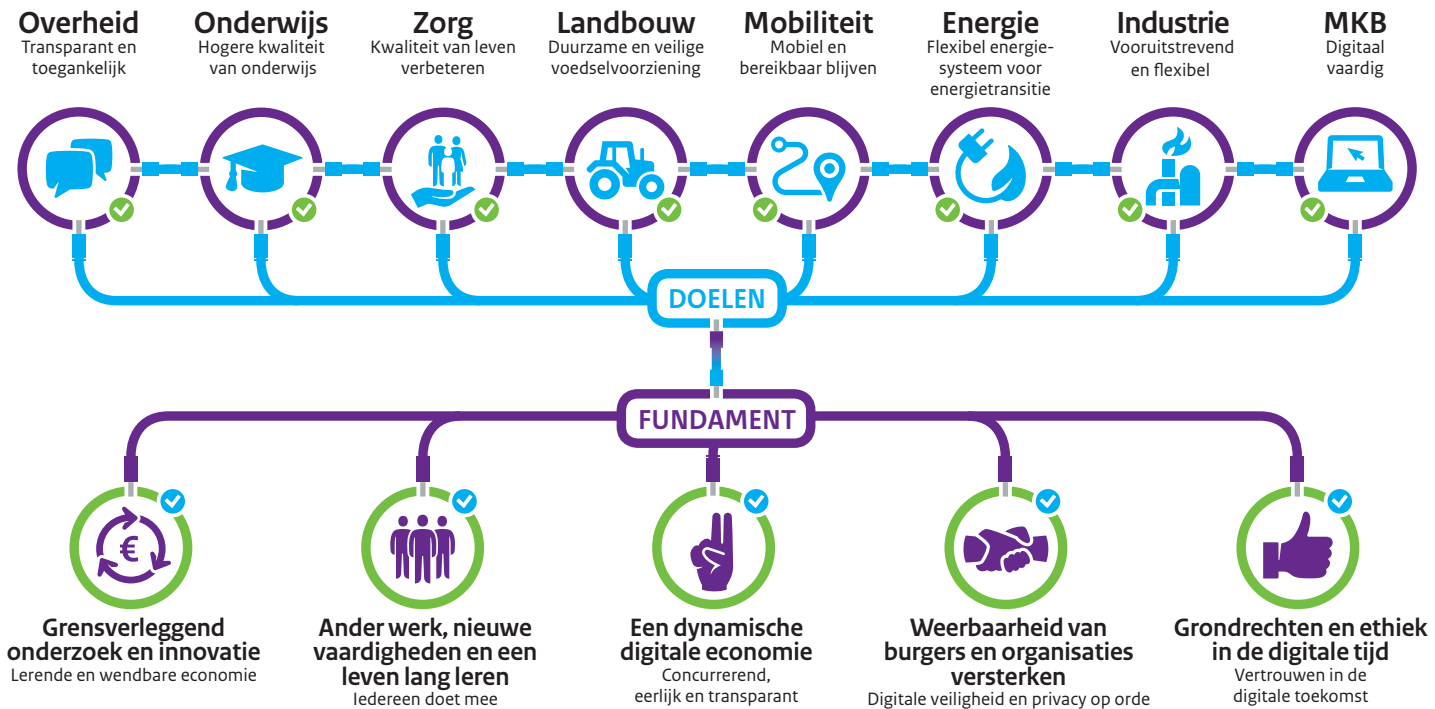 Overheid
Transparant en
toegankelijk
Onderwijs
Hogere kwaliteit
van onderwijs
Zorg
Kwaliteit van leven
verbeteren
Landbouw
Duurzame en veilige
voedselvoorziening
Mobiliteit
Mobiel en
bereikbaar blijven
Energie
Flexibel energie-
systeem voor
energietransitie
Industrie
Vooruitstrevend
en flexibel
MKB
Digitaal
vaardig
DOELEN
FUNDAMENT
€
Grensverleggend
onderzoek en innovatie
Lerende en wendbare economie
Ander werk, nieuwe
vaardigheden en een
leven lang leren
Iedereen doet mee
Een dynamische
digitale economie
Concurrerend,
eerlijk en transparant
Weerbaarheid van
burgers en organisaties
versterken
Digitale veiligheid en privacy op orde
Grondrechten en ethiek
in de digitale tijd
Vertrouwen in de
digitale toekomst